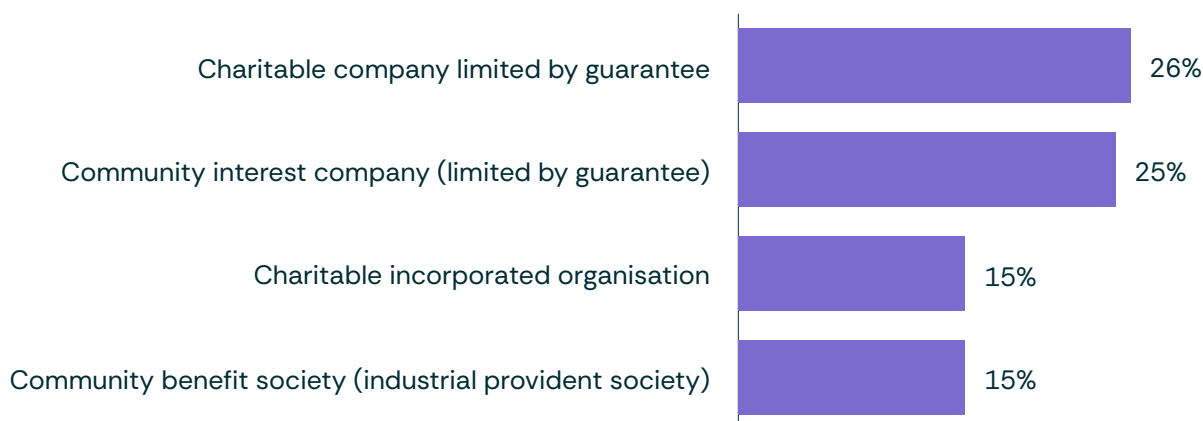 Charitable company limited by guarantee 26%
Community interest company (limited by guarantee) 25%
Charitable incorporated organisation 15%
Community benefit society (industrial provident society) 15%